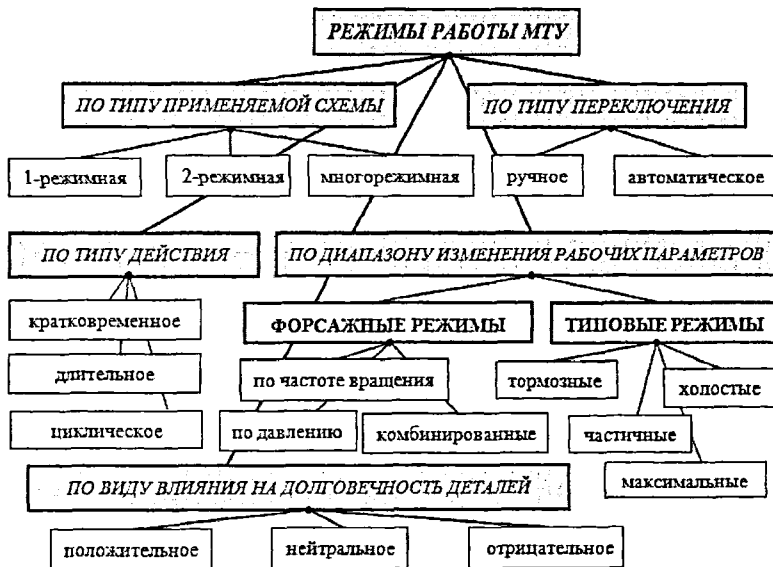 РЕЖИМЫ РАБОТЫ МТУ
ПО ТИПУ ПРИМЕНЯЕМОЙ СХЕМЫ
ПО ТИПУ ПЕРЕКЛЮЧЕНИЯ
1-режимная
2-режимная
многорежимная
ручное
автоматическое
ПО ТИПУ ДЕЙСТВИЯ
ПО ДИАПАЗОНУ ИЗМЕНЕНИЯ РАБОЧИХ ПАРАМЕТРОВ
кратковременное
ФОРСАЖНЫЕ РЕЖИМЫ
ТИПОВЫЕ РЕЖИМЫ
длительное
по частоте вращения
тормозные
холостые
циклическое
по давлению
комбинированные
частичные
максимальные
ПО ВИДУ ВЛИЯНИЯ НА ДОЛГОВЕЧНОСТЬ ДЕТАЛЕЙ
положительное
нейтральное
отрицательное